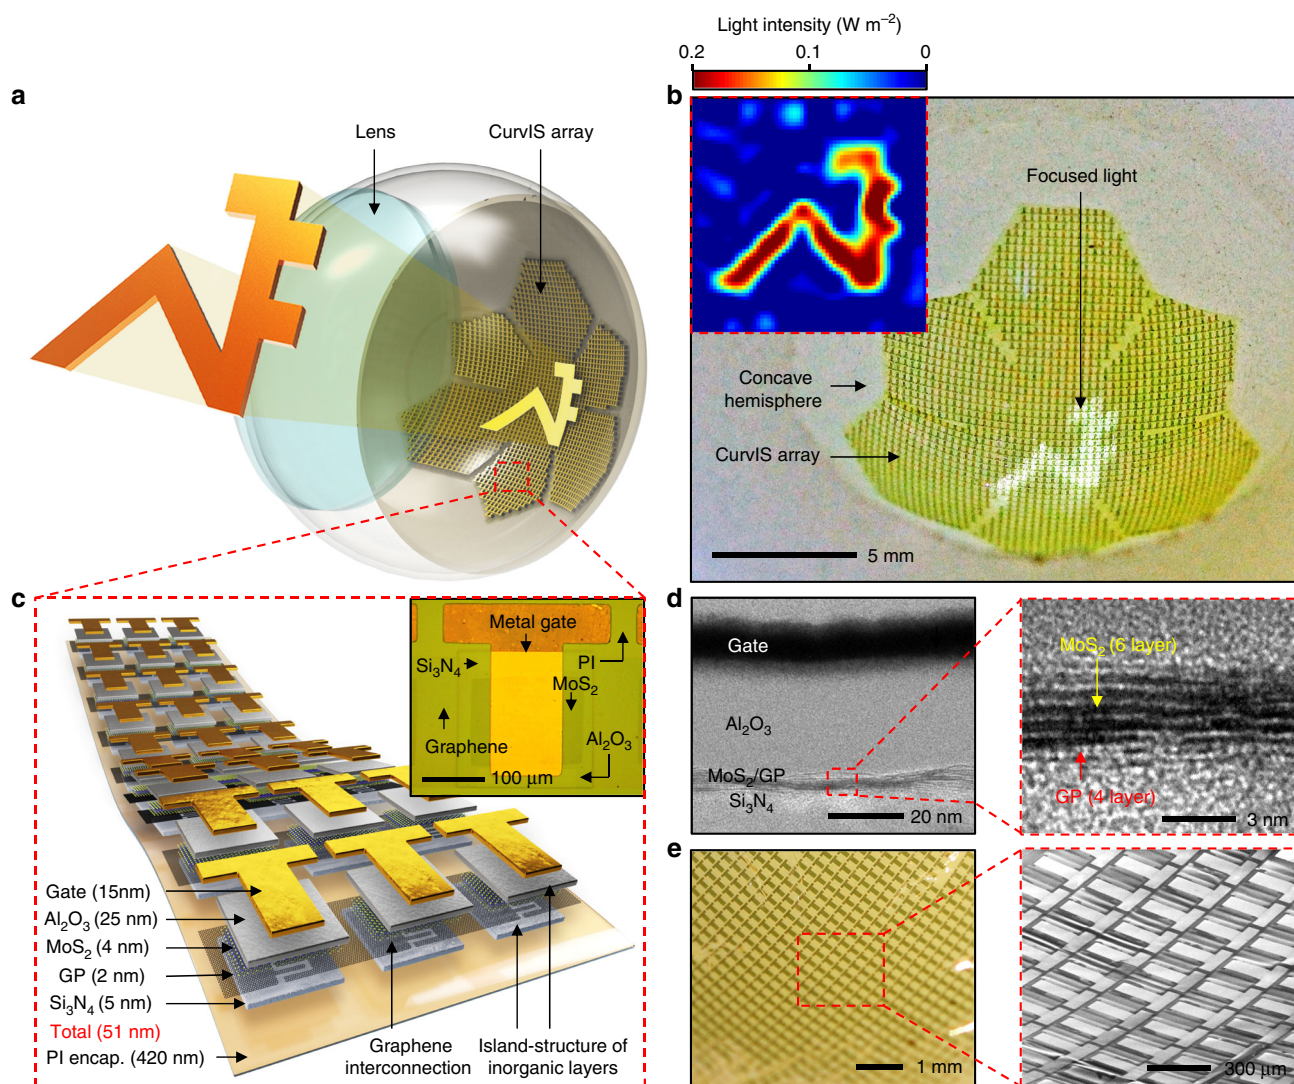 Light intensity (W m⁻²)
0.2 0.1 0
a
Lens
CurvIS array
b
Focused light
Concave
hemisphere
CurvIS array
5 mm
c
Metal gate
Si₃N₄
PI
MoS₂
Graphene
Al₂O₃
100 μm
Gate (15nm)
Al₂O₃ (25 nm)
MoS₂ (4 nm)
GP (2 nm)
Si₃N₄ (5 nm)
Total (51 nm)
PI encap. (420 nm)
Graphene
interconnection
Island-structure of
inorganic layers
d
Gate
Al₂O₃
MoS₂/GP
Si₃N₄
20 nm
MoS₂ (6 layer)
GP (4 layer)
3 nm
e
1 mm
300 μm